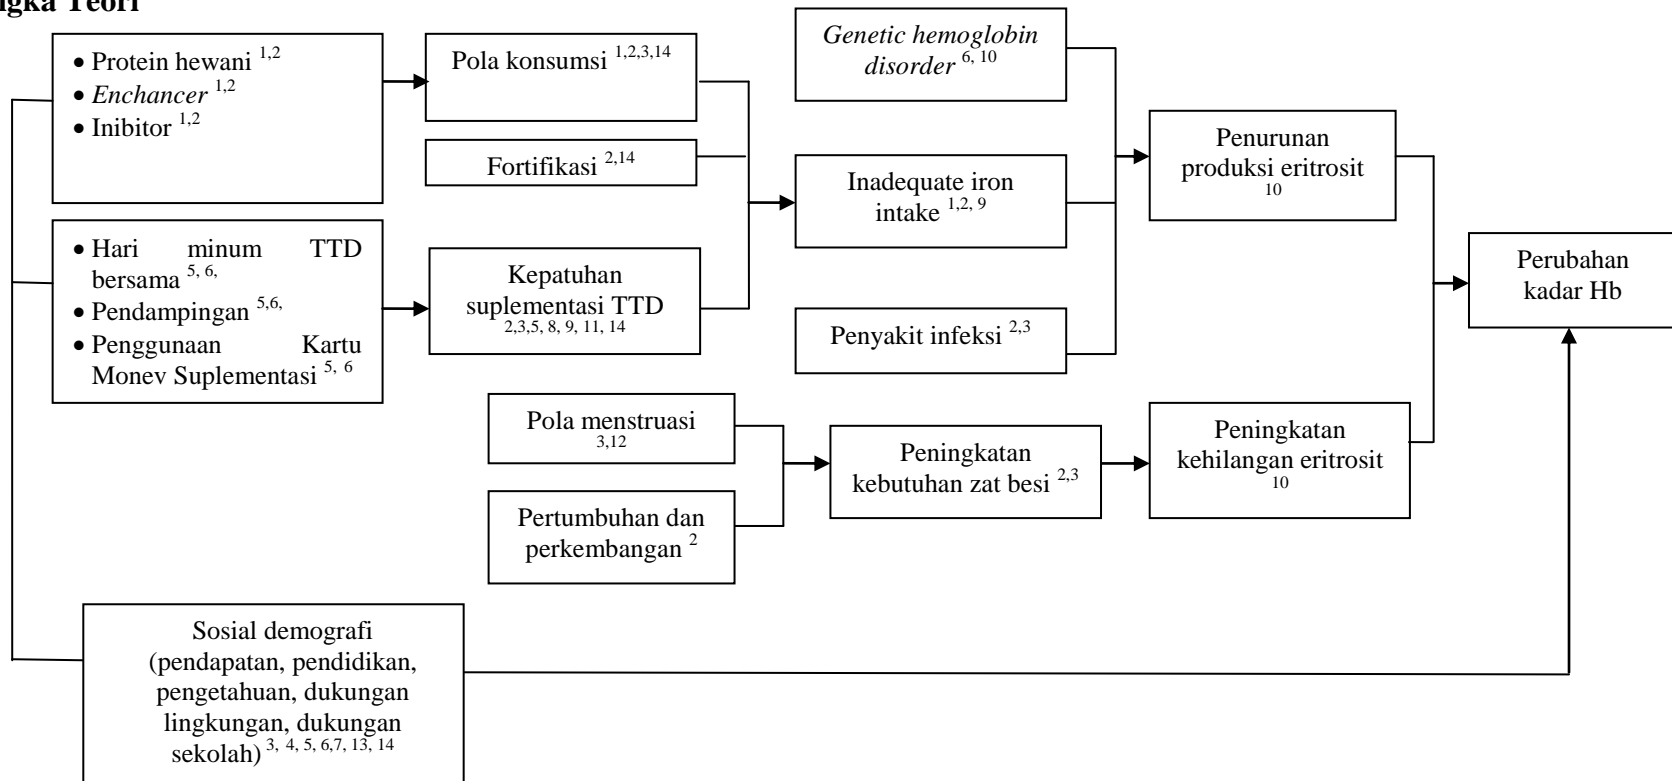 ngka Teori
• Protein hewani 1,2
• Enchancer 1,2
• Inibitor 1,2
Pola konsumsi 1,2,3,14
Fortifikasi 2,14
Genetic hemoglobin
disorder 6, 10
Inadequate iron
intake 1,2, 9
Penurunan
produksi eritrosit
10
• Hari minum TTD
bersama 5, 6,
• Pendampingan 5,6,
• Penggunaan Kartu
Monev Suplementasi 5, 6
Kepatuhan
suplementasi TTD
2,3,5, 8, 9, 11, 14
Penyakit infeksi 2,3
Perubahan
kadar Hb
Pola menstruasi
3,12
Pertumbuhan dan
perkembangan 2
Peningkatan
kebutuhan zat besi 2,3
Peningkatan
kehilangan eritrosit
10
Sosial demografi
(pendapatan, pendidikan,
pengetahuan, dukungan
lingkungan, dukungan
sekolah) 3, 4, 5, 6,7, 13, 14